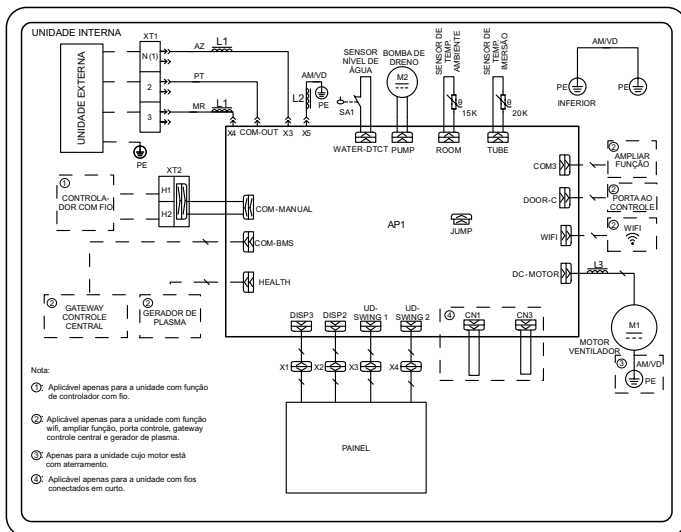 UNIDADE INTERNA
UNIDADE EXTERNA
XT1
N (1)
2
3
AZ
L1
PT
MR
L1
PE
L2
AM/VD
PE
SENSOR
NÍVEL DE
ÁGUA
SA1
BOMBA DE
DRENO
M2
SENSOR DE
TEMP.
AMBIENTE
θ
15K
SENSOR DE
TEMP.
IMERSÃO
θ
20K
AM/VD
PE
PE
INFERIOR
X4
COM-OUT
X3
X5
WATER-DTCT
PUMP
ROOM
TUBE
XT2
H1
H2
1
CONTROLA-
DOR COM FIO
COM-MANUAL
COM-BMS
HEALTH
AP1
JUMP
COM3
DOOR-C
WIFI
DC-MOTOR
2
AMPLIAR
FUNÇÃO
2
PORTA AO
CONTROLE
2
WIFI
L3
M1
MOTOR
VENTILADOR
3
AM/VD
PE
2
GATEWAY
CONTROLE
CENTRAL
2
GERADOR DE
PLASMA
DISP3
DISP2
UD-
SWING 1
UD-
SWING 2
4
CN1
CN3
X1
X2
X3
X4
PAINEL
Nota:
1: Aplicável apenas para a unidade com função
de controlador com fio.
2: Aplicável apenas para a unidade com função
wifi, ampliar função, porta controle, gateway
controle central e gerador de plasma.
3: Apenas para a unidade cujo motor está
com aterramento.
4: Aplicável apenas para a unidade com fios
conectados em curto.